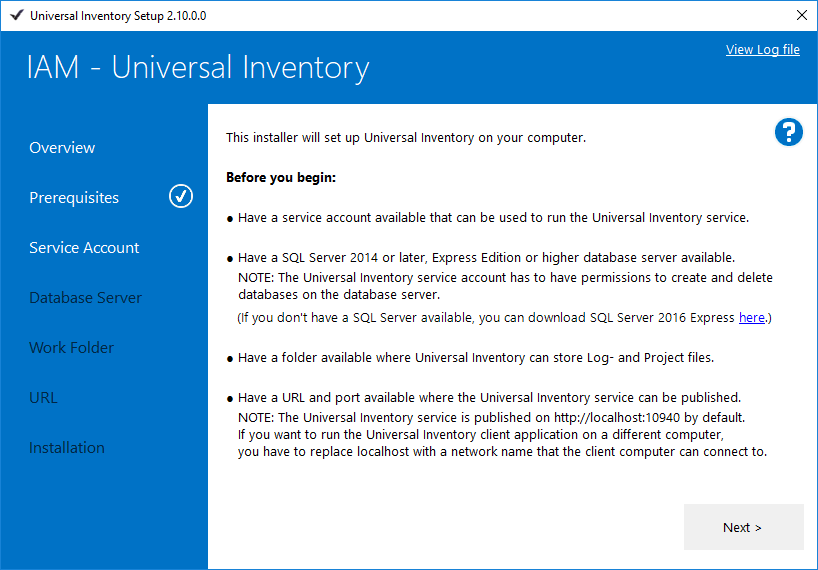 Universal Inventory Setup 2.10.0.0
View Log file
IAM - Universal Inventory
Overview
Prerequisites
Service Account
Database Server
Work Folder
URL
Installation
This installer will set up Universal Inventory on your computer.
?
Before you begin:
● Have a service account available that can be used to run the Universal Inventory service.
● Have a SQL Server 2014 or later, Express Edition or higher database server available.
NOTE: The Universal Inventory service account has to have permissions to create and delete
databases on the database server.
(If you don't have a SQL Server available, you can download SQL Server 2016 Express here.)
● Have a folder available where Universal Inventory can store Log- and Project files.
● Have a URL and port available where the Universal Inventory service can be published.
NOTE: The Universal Inventory service is published on http://localhost:10940 by default.
If you want to run the Universal Inventory client application on a different computer,
you have to replace localhost with a network name that the client computer can connect to.
Next >